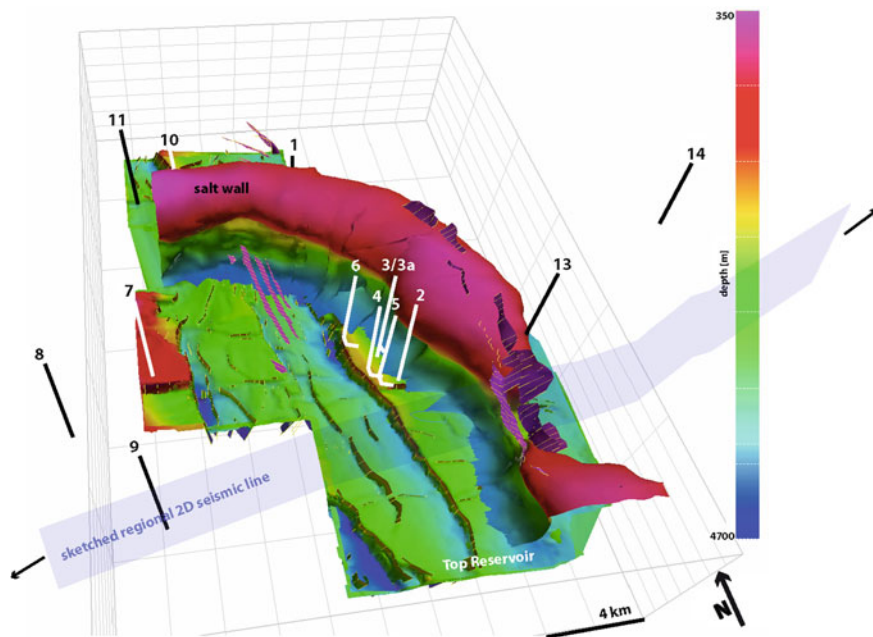 350
11
10
1
14
salt wall
3/3a
6
13
4
5
2
depth [m]
7
8
9
sketched regional 2D seismic line
Top Reservoir
4700
4 km
N